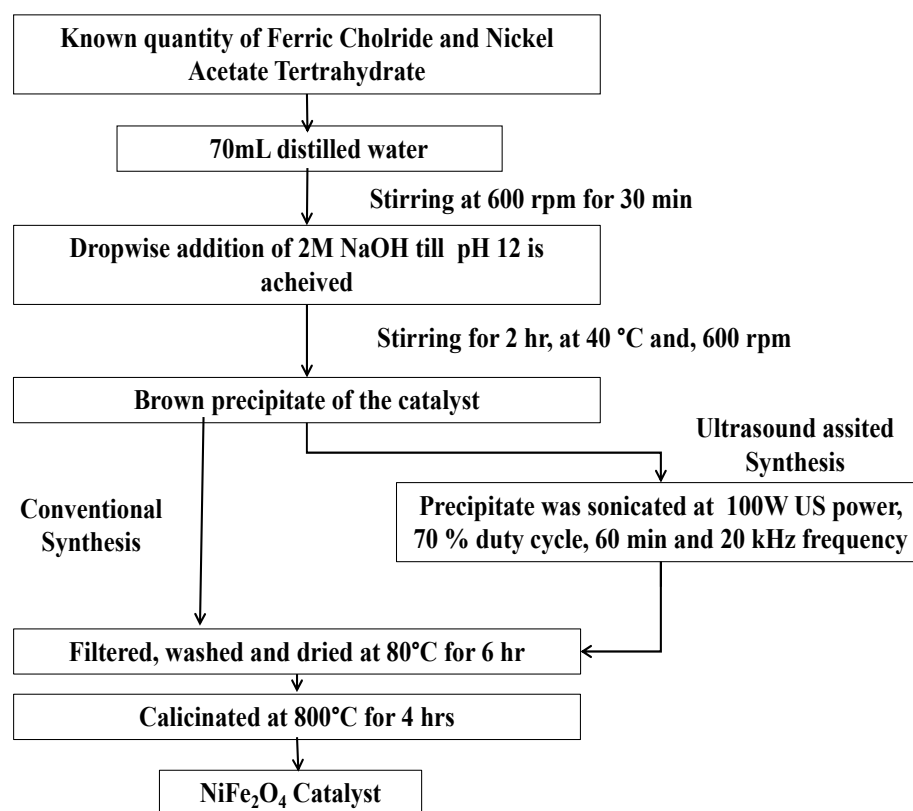 Known quantity of Ferric Cholride and Nickel
Acetate Tertrahydrate
70mL distilled water
Stirring at 600 rpm for 30 min
Dropwise addition of 2M NaOH till pH 12 is
acheived
Stirring for 2 hr, at 40 °C and, 600 rpm
Brown precipitate of the catalyst
Ultrasound assited
Synthesis
Conventional
Synthesis
Precipitate was sonicated at 100W US power,
70 % duty cycle, 60 min and 20 kHz frequency
Filtered, washed and dried at 80°C for 6 hr
Calicinated at 800°C for 4 hrs
NiFe₂O₄ Catalyst